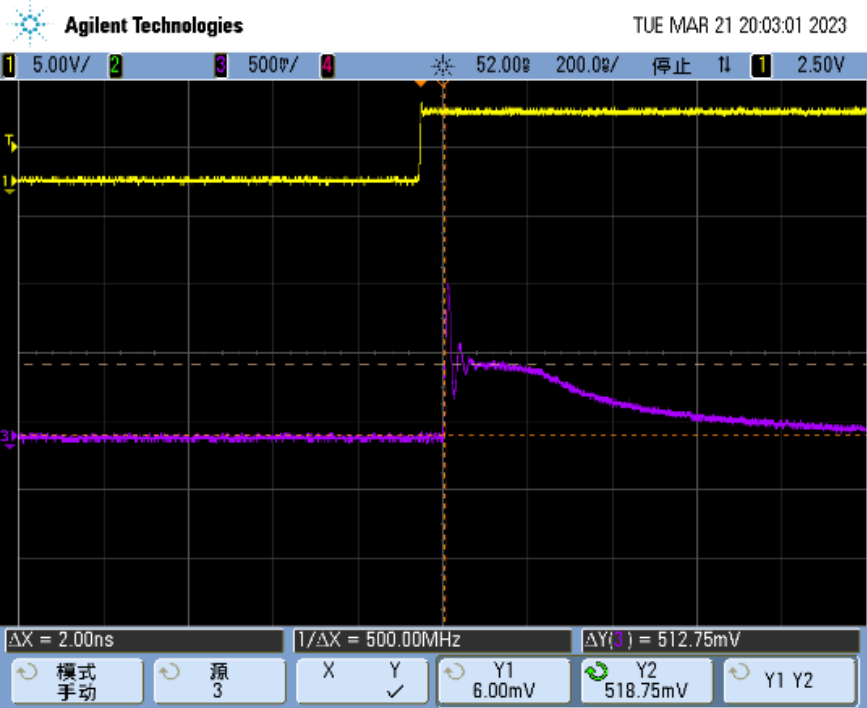 Agilent Technologies TUE MAR 21 20:03:01 2023
1 5.00V/ 2 3 500mV/ 4 52.00s 200.0s/ 停止 1 2.50V
T
1
3
ΔX = 2.00ns 1/ΔX = 500.00MHz ΔY(3) = 512.75mV
模式 源 X Y Y1 Y2 Y1 Y2
手动 3 ✓ 6.00mV 518.75mV